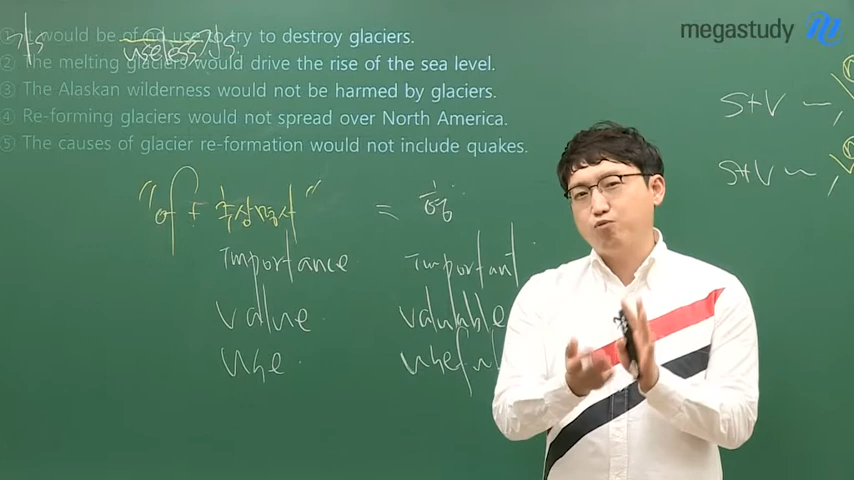 megastudy
가S
① It would be of no use to try to destroy glaciers.
useless
② The melting glaciers would drive the rise of the sea level.
③ The Alaskan wilderness would not be harmed by glaciers.
④ Re-forming glaciers would not spread over North America.
⑤ The causes of glacier re-formation would not include quakes.
S+V ~,
S+V ~,
"of + 추상명사" = 형
importance important
value valuable
use useful